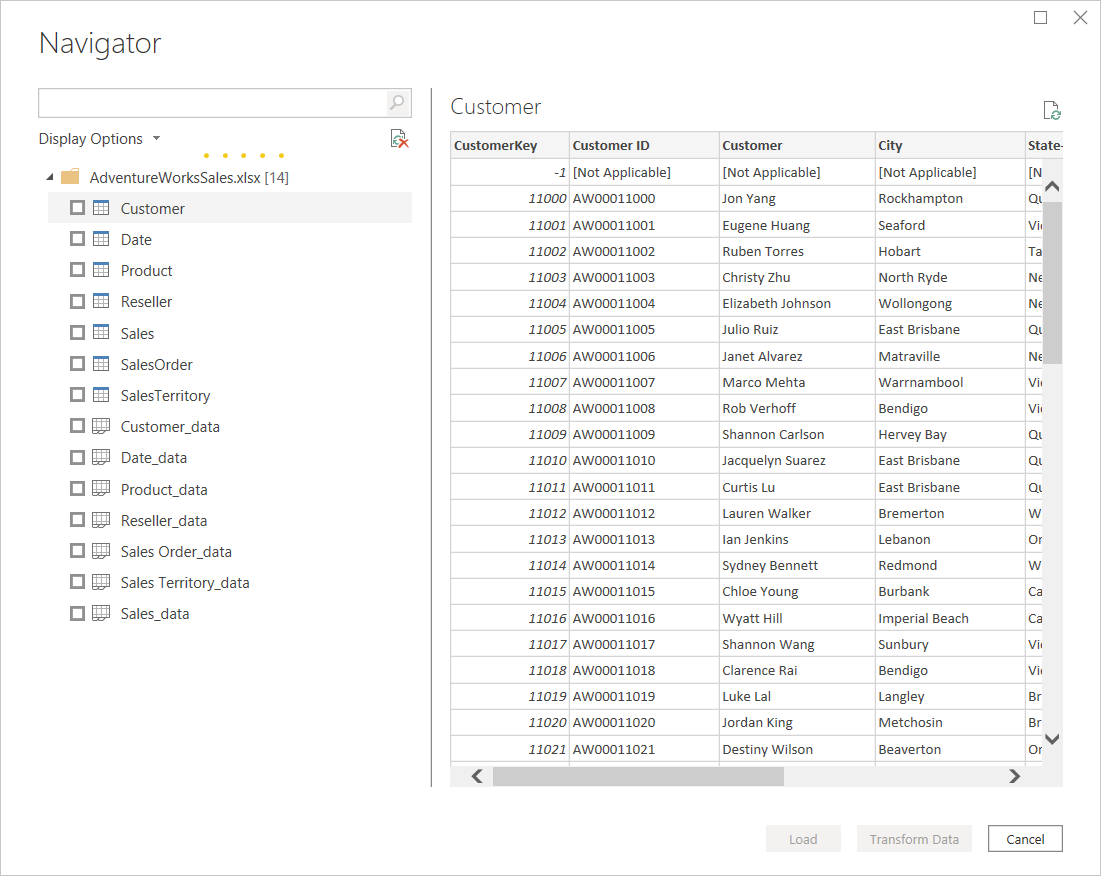 Navigator
Display Options
AdventureWorksSales.xlsx [14]
Customer
Date
Product
Reseller
Sales
SalesOrder
SalesTerritory
Customer_data
Date_data
Product_data
Reseller_data
Sales Order_data
Sales Territory_data
Sales_data
Customer
CustomerKey Customer ID Customer City State-
-1 [Not Applicable] [Not Applicable] [Not Applicable] [N
11000 AW00011000 Jon Yang Rockhampton Qu
11001 AW00011001 Eugene Huang Seaford Vi
11002 AW00011002 Ruben Torres Hobart Ta
11003 AW00011003 Christy Zhu North Ryde Ne
11004 AW00011004 Elizabeth Johnson Wollongong Ne
11005 AW00011005 Julio Ruiz East Brisbane Qu
11006 AW00011006 Janet Alvarez Matraville Ne
11007 AW00011007 Marco Mehta Warrnambool Vi
11008 AW00011008 Rob Verhoff Bendigo Vi
11009 AW00011009 Shannon Carlson Hervey Bay Qu
11010 AW00011010 Jacquelyn Suarez East Brisbane Qu
11011 AW00011011 Curtis Lu East Brisbane Qu
11012 AW00011012 Lauren Walker Bremerton W
11013 AW00011013 Ian Jenkins Lebanon Or
11014 AW00011014 Sydney Bennett Redmond W
11015 AW00011015 Chloe Young Burbank Ca
11016 AW00011016 Wyatt Hill Imperial Beach Ca
11017 AW00011017 Shannon Wang Sunbury Vi
11018 AW00011018 Clarence Rai Bendigo Vi
11019 AW00011019 Luke Lal Langley Br
11020 AW00011020 Jordan King Metchosin Br
11021 AW00011021 Destiny Wilson Beaverton Or
Load Transform Data Cancel